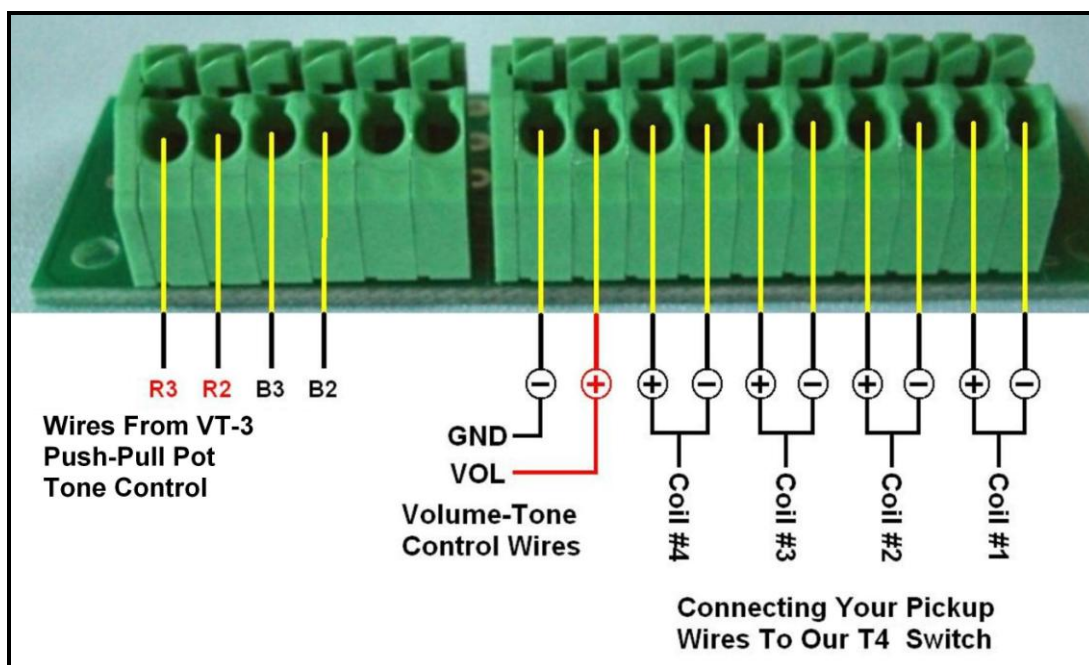 R3 R2 B3 B2
Wires From VT-3
Push-Pull Pot
Tone Control
− + + − + − + − + −
GND
VOL
Volume-Tone
Control Wires
Coil #4
Coil #3
Coil #2
Coil #1
Connecting Your Pickup
Wires To Our T4 Switch